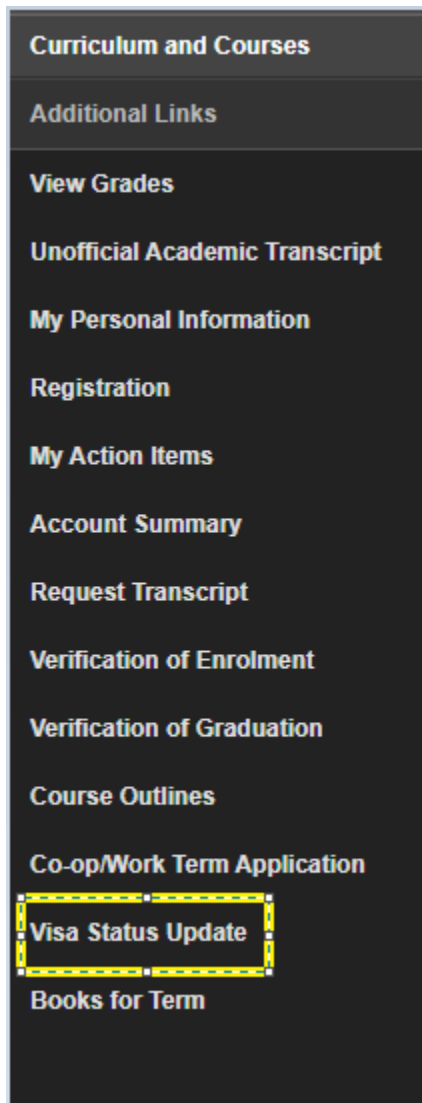 Curriculum and Courses
Additional Links
View Grades
Unofficial Academic Transcript
My Personal Information
Registration
My Action Items
Account Summary
Request Transcript
Verification of Enrolment
Verification of Graduation
Course Outlines
Co-op/Work Term Application
Visa Status Update
Books for Term